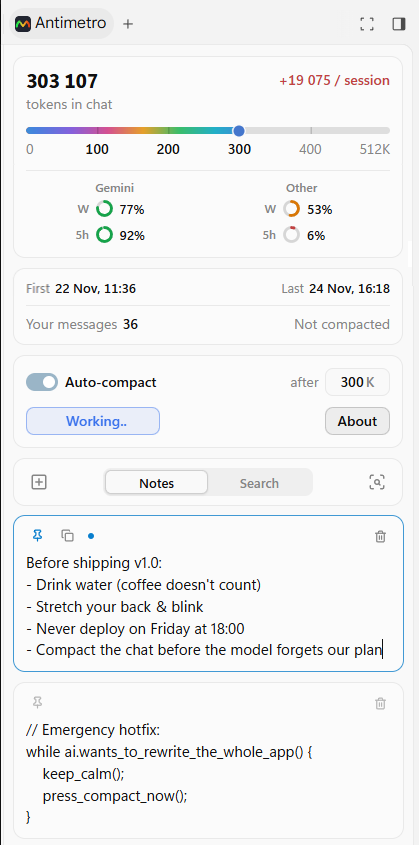 Antimetro
303 107
+19 075 / session
tokens in chat
0 100 200 300 400 512K
Gemini
Other
W 77%
W 53%
5h 92%
5h 6%
First 22 Nov, 11:36
Last 24 Nov, 16:18
Your messages 36
Not compacted
Auto-compact
after 300 K
Working..
About
Notes
Search
Before shipping v1.0:
- Drink water (coffee doesn't count)
- Stretch your back & blink
- Never deploy on Friday at 18:00
- Compact the chat before the model forgets our plan
// Emergency hotfix:
while ai.wants_to_rewrite_the_whole_app() {
    keep_calm();
    press_compact_now();
}